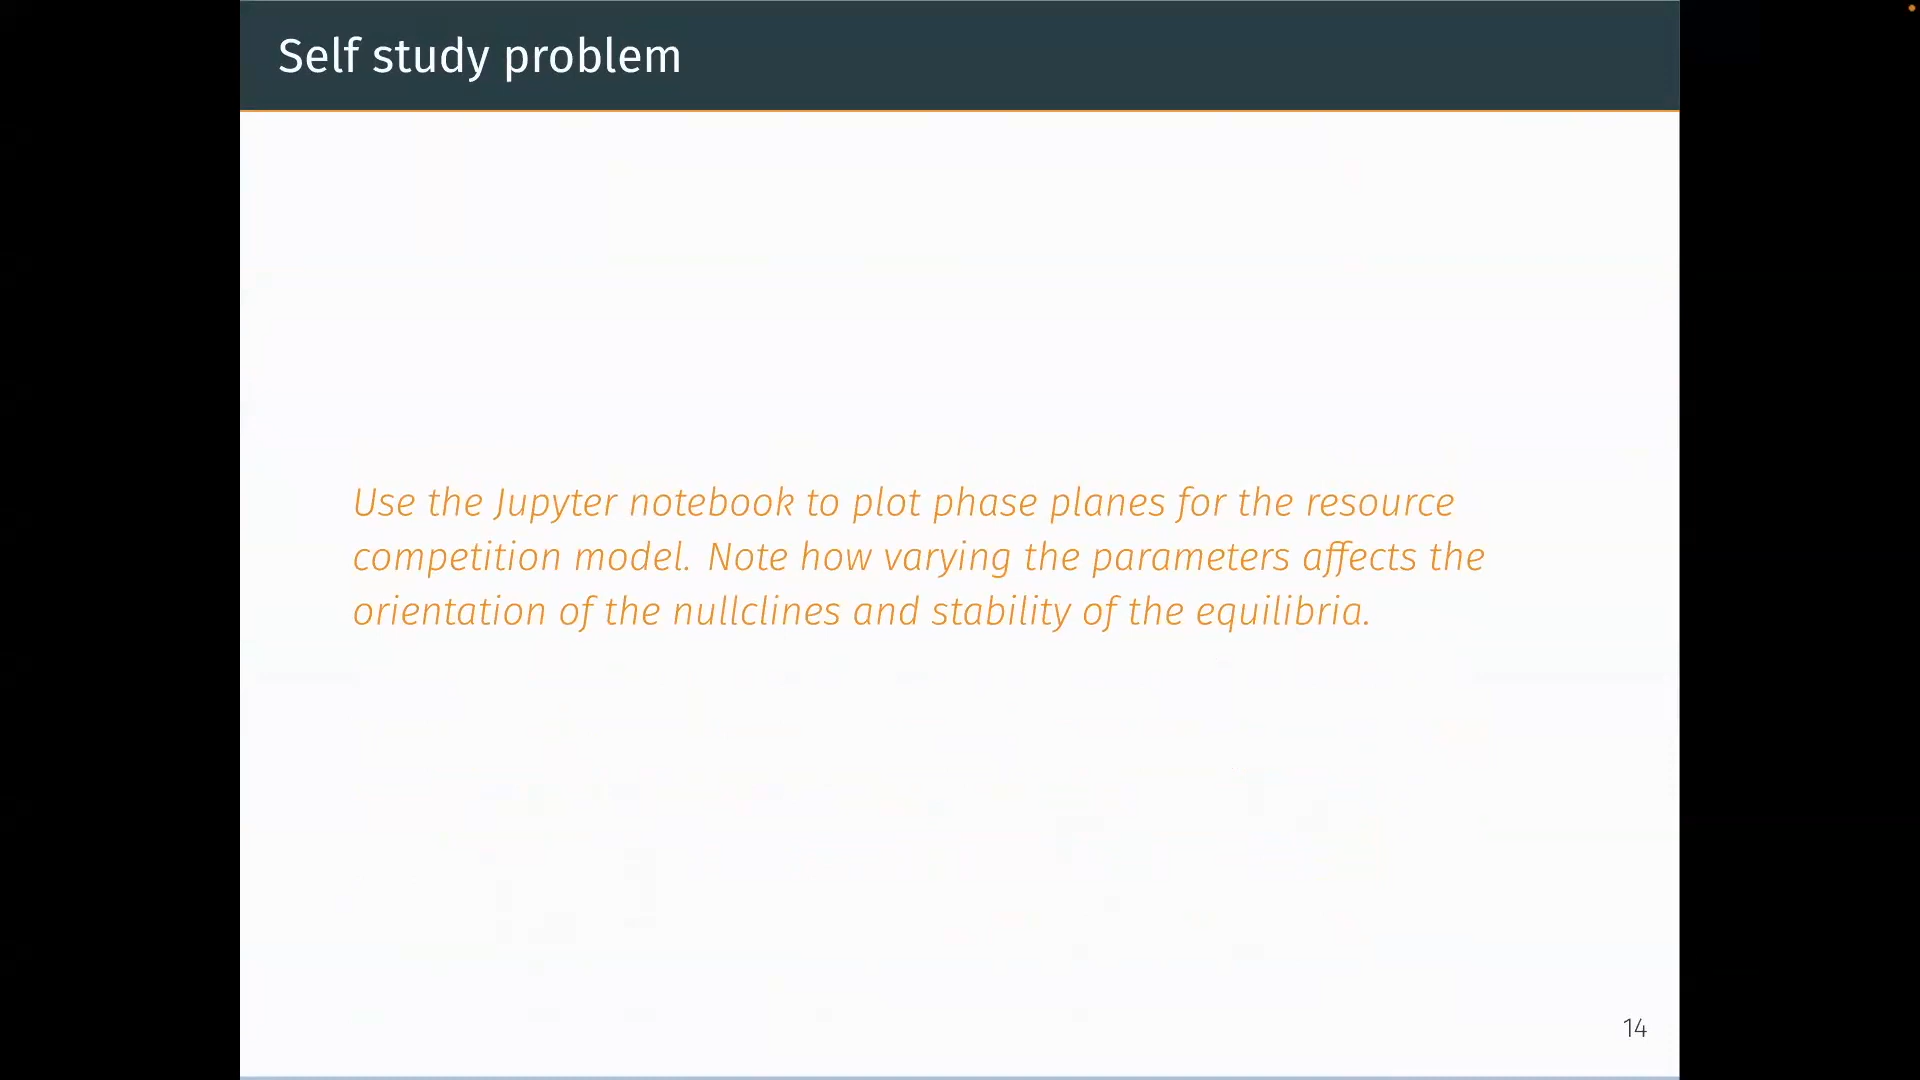 Self study problem
Use the Jupyter notebook to plot phase planes for the resource
competition model. Note how varying the parameters affects the
orientation of the nullclines and stability of the equilibria.
14